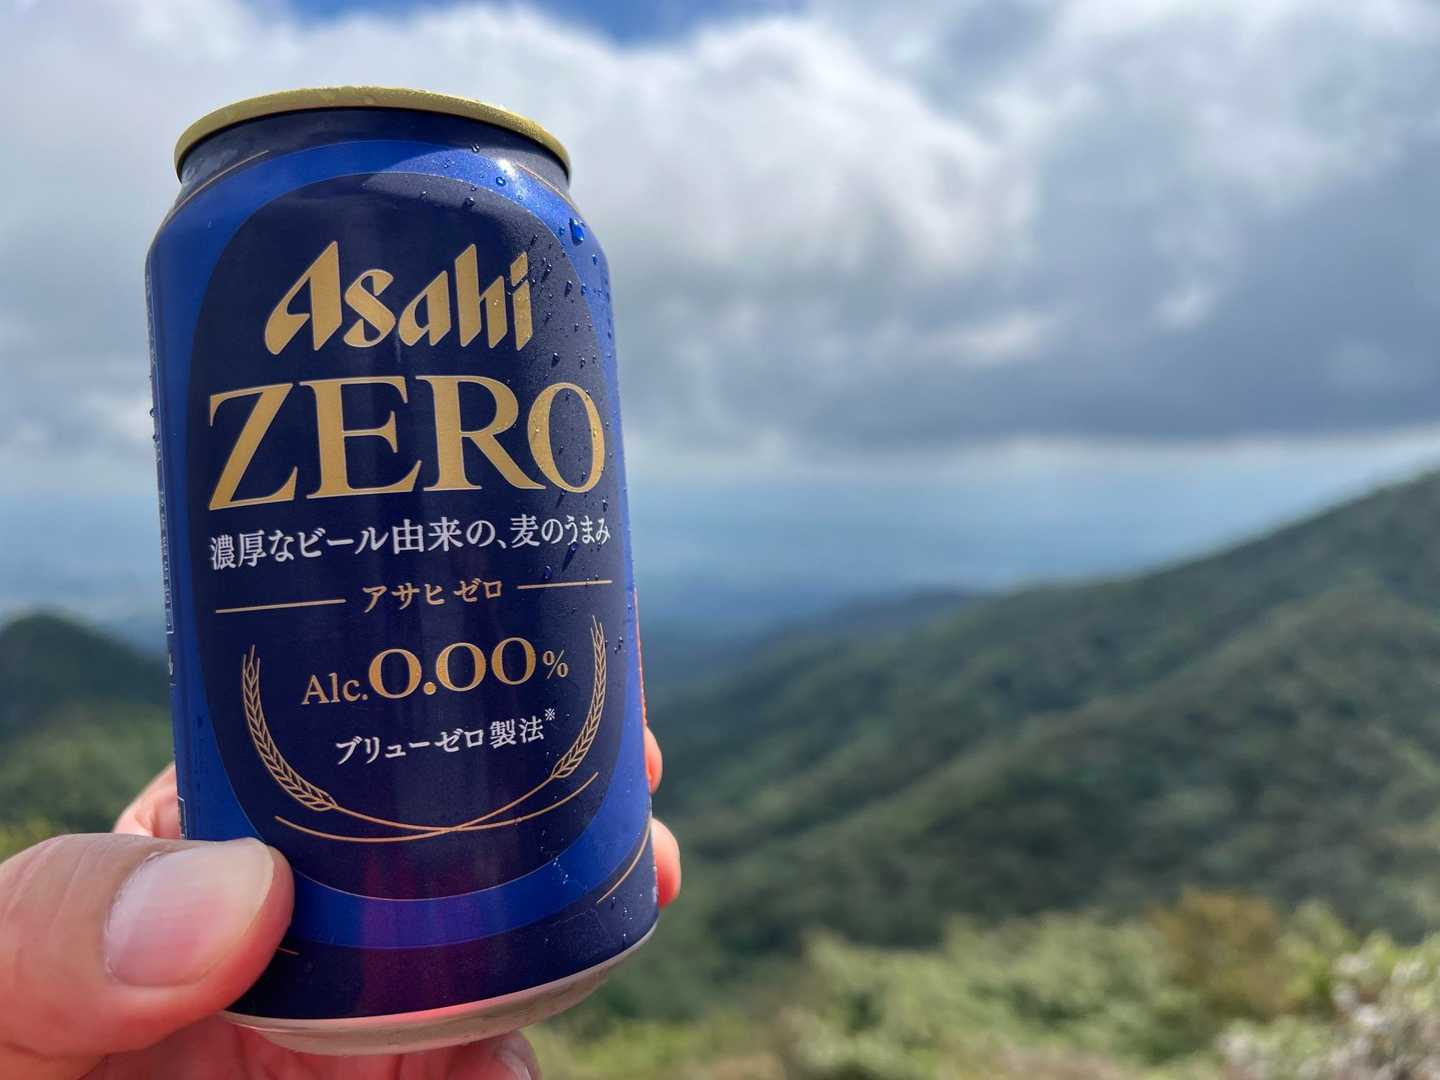 Asahi
ZERO
濃厚なビール由来の、麦のうまみ
アサヒ ゼロ
Alc.0.00%
ブリューゼロ製法※